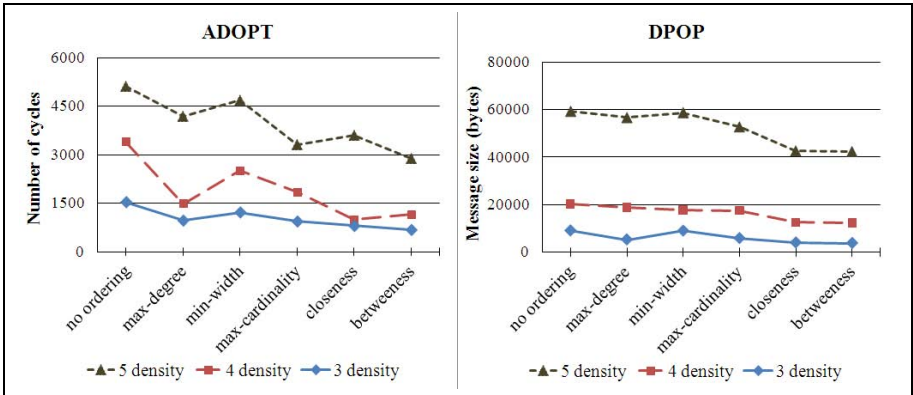 ADOPT
Number of cycles
6000
4500
3000
1500
0
no ordering
max-degree
min-width
max-cardinality
closeness
betweeness
5 density
4 density
3 density
DPOP
Message size (bytes)
80000
60000
40000
20000
0
no ordering
max-degree
min-width
max-cardinality
closeness
betweeness
5 density
4 density
3 density